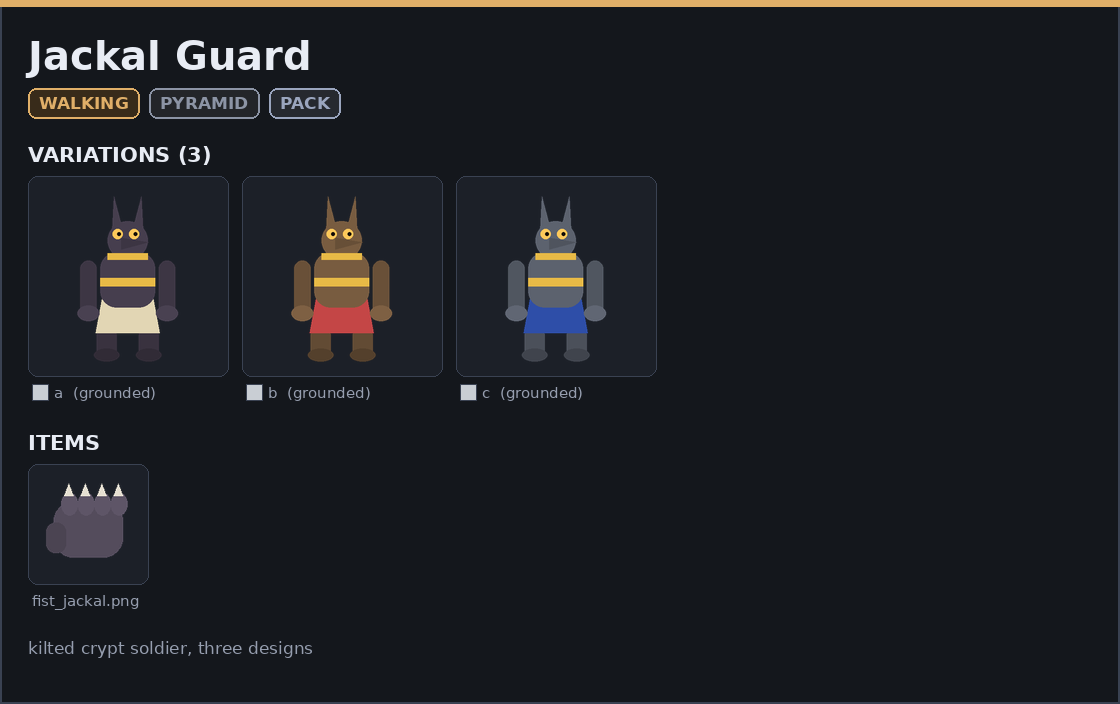 Jackal Guard
WALKING PYRAMID PACK
VARIATIONS (3)
a (grounded) b (grounded) c (grounded)
ITEMS
fist_jackal.png
kilted crypt soldier, three designs